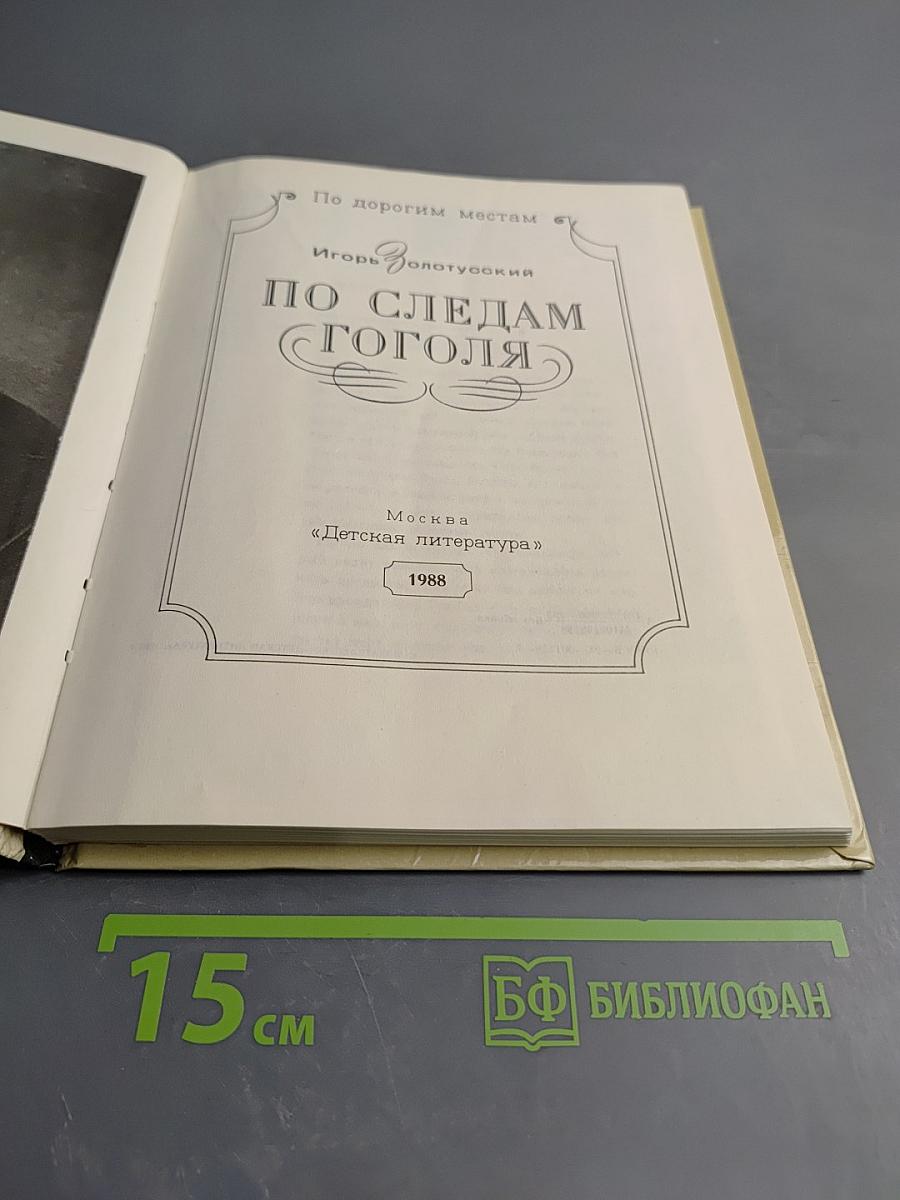 По дорогим местам
Игорь Золотусский
ПО СЛЕДАМ
ГОГОЛЯ
Москва
«Детская литература»
1988
15 см
БФ БИБЛИОФАН